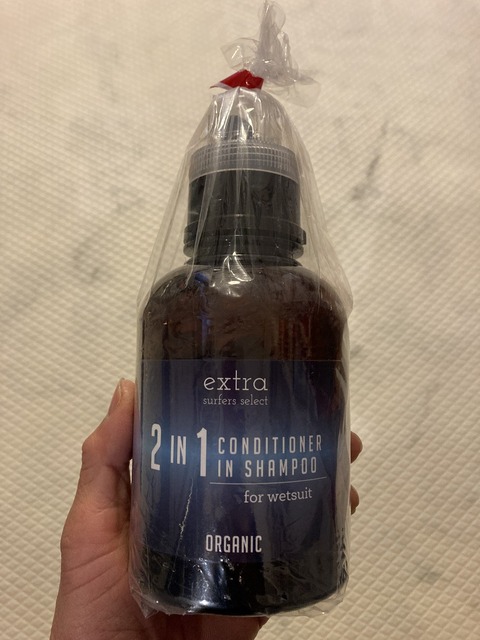 extra
surfers select
2 IN 1 CONDITIONER
IN SHAMPOO
for wetsuit
ORGANIC